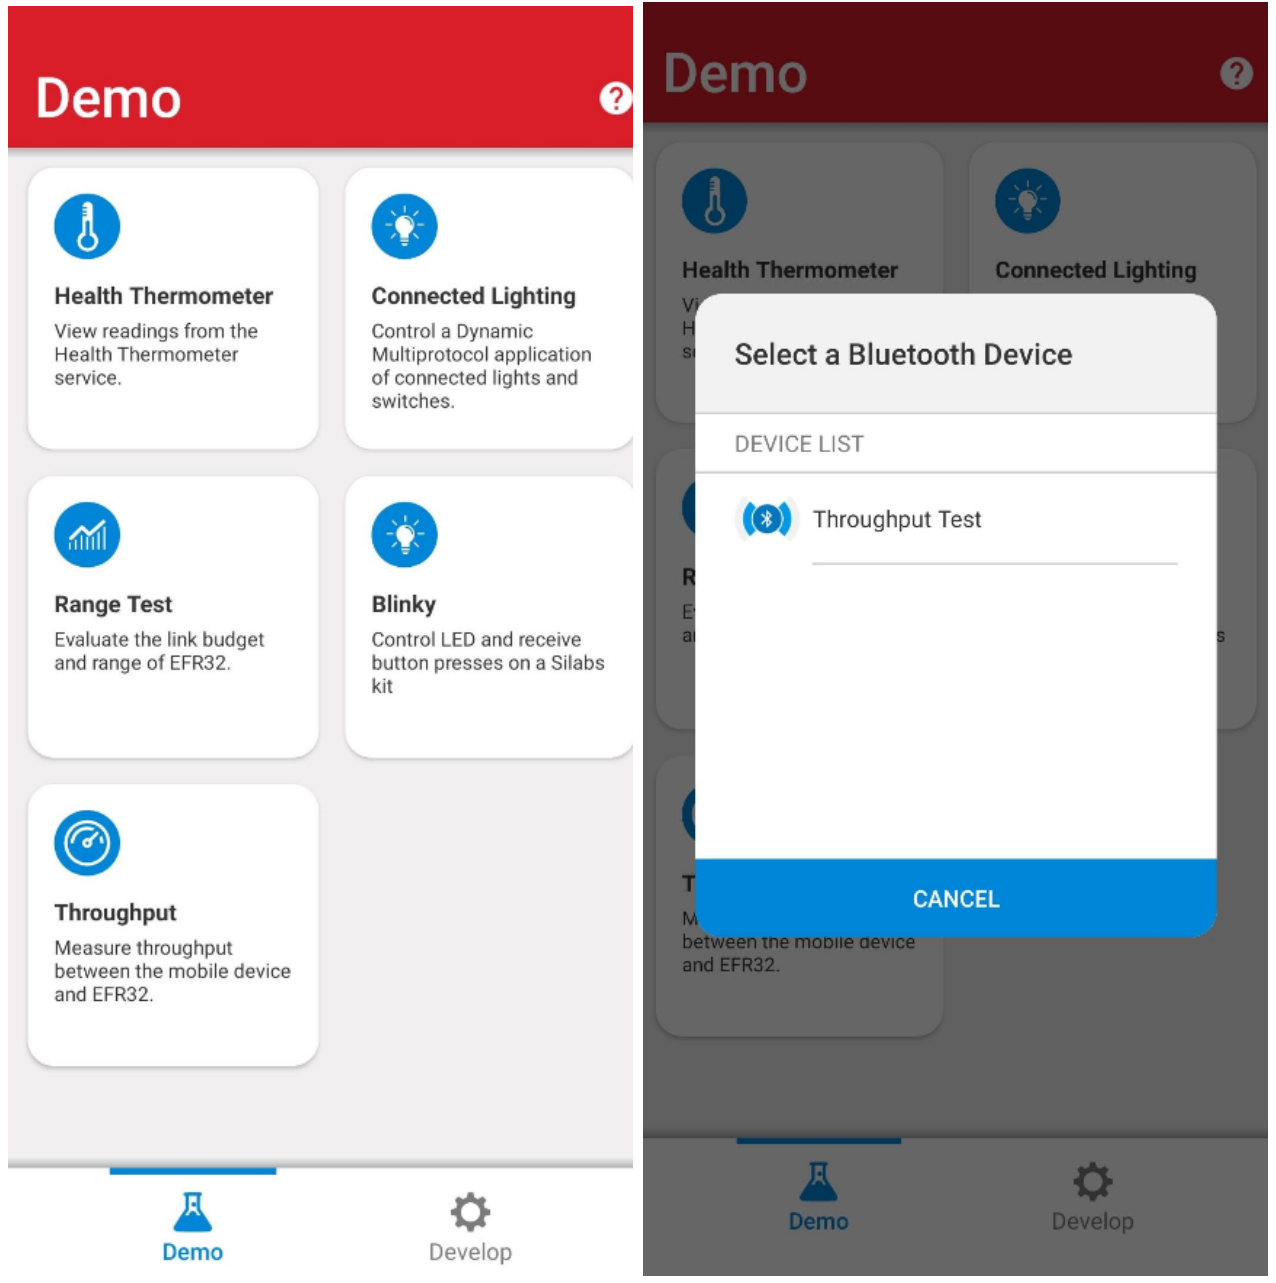 Demo
?
Health Thermometer
View readings from the
Health Thermometer
service.
Connected Lighting
Control a Dynamic
Multiprotocol application
of connected lights and
switches.
Range Test
Evaluate the link budget
and range of EFR32.
Blinky
Control LED and receive
button presses on a Silabs
kit
Throughput
Measure throughput
between the mobile device
and EFR32.
Demo
Develop
Demo
?
Health Thermometer
Connected Lighting
Select a Bluetooth Device
DEVICE LIST
Throughput Test
CANCEL
between the mobile device
and EFR32.
Demo
Develop